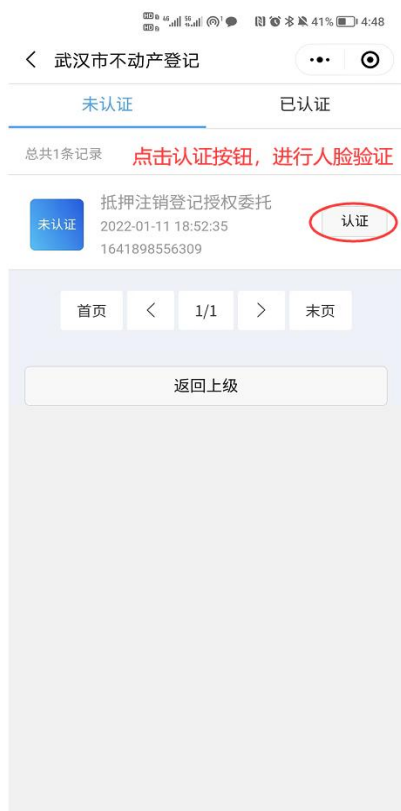 41% 4:48
武汉市不动产登记
未认证 已认证
总共1条记录 点击认证按钮，进行人脸验证
抵押注销登记授权委托
未认证 2022-01-11 18:52:35 认证
1641898556309
首页 < 1/1 > 末页
返回上级